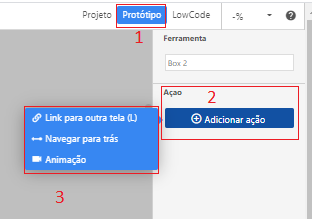 Projeto Protótipo LowCode -%
1
Ferramenta
Box 2
Açao
2
Adicionar ação
Link para outra tela (L)
Navegar para trás
Animação
3